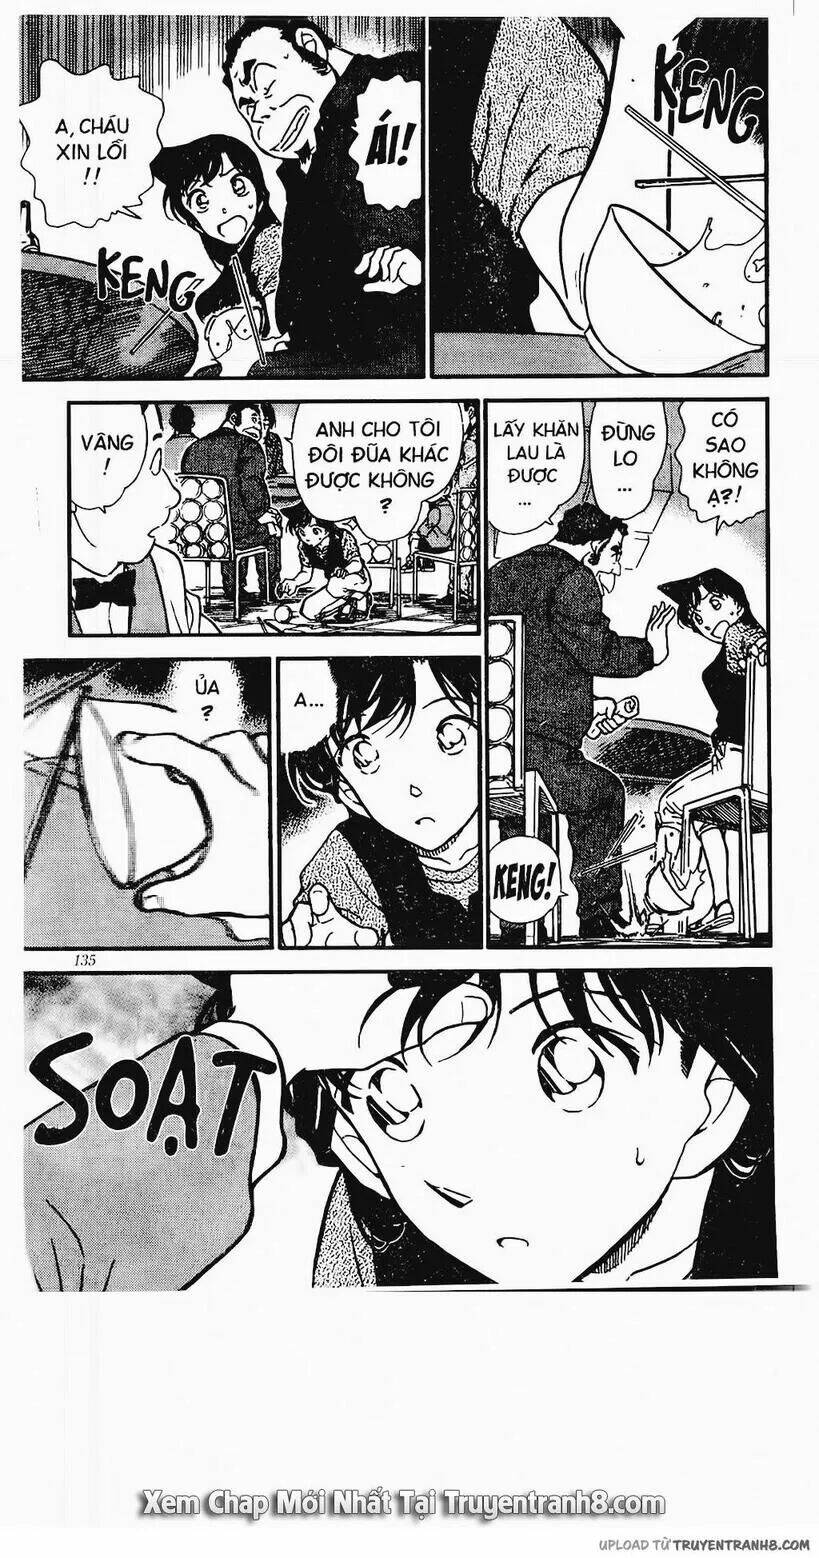 KENG
ÁI!
A, CHÁU
XIN LỖI
!!
KENG
CÓ
SAO
KHÔNG
Ạ?!
ĐỪNG
LO
...
LẤY KHĂN
LAU LÀ
ĐƯỢC
...
KENG!
ANH CHO TÔI
ĐÔI ĐŨA KHÁC
ĐƯỢC KHÔNG
?
VÂNG
!
A...
ỦA
?
135
SOẠT
Xem Chap Mới Nhất Tại Truyentranh8.com
UPLOAD TỪ TRUYENTRANH8.COM